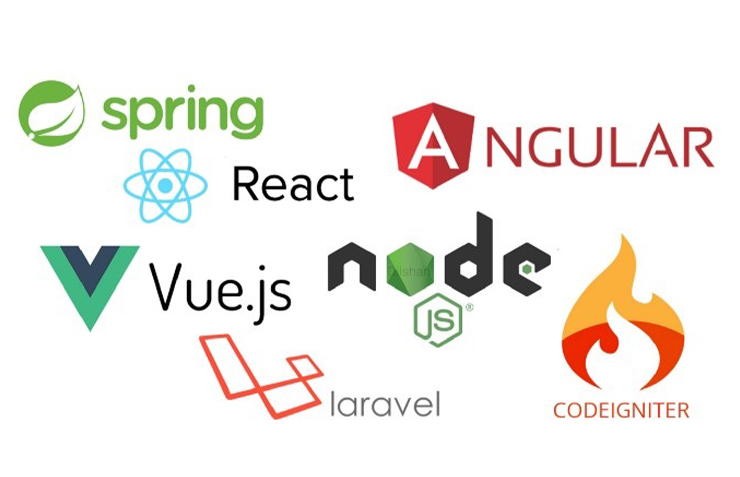 spring
ANGULAR
React
node
JS
®
Vue.js
laravel
CODEIGNITER